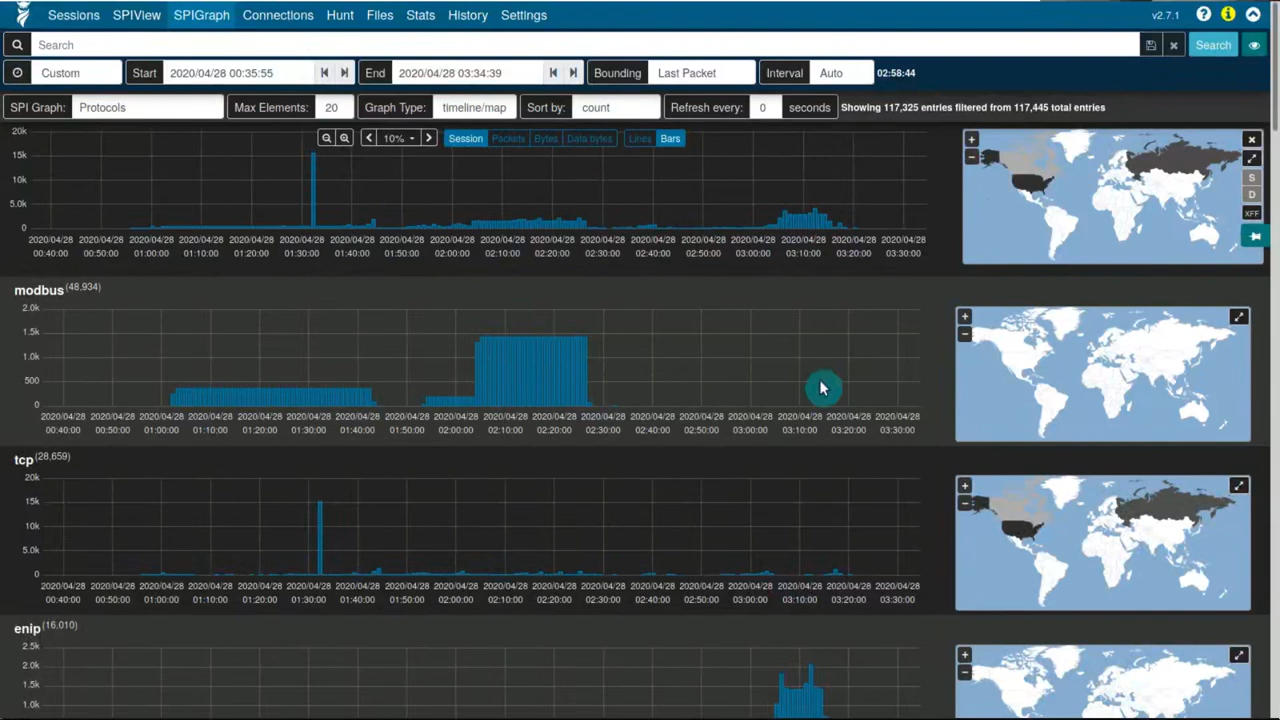 Sessions SPIView SPIGraph Connections Hunt Files Stats History Settings v2.7.1
Search Search
Custom Start 2020/04/28 00:35:55 End 2020/04/28 03:34:39 Bounding Last Packet Interval Auto 02:58:44
SPI Graph: Protocols Max Elements: 20 Graph Type: timeline/map Sort by: count Refresh every: 0 seconds Showing 117,325 entries filtered from 117,445 total entries
20k
10% Session Packets Bytes Data bytes Lines Bars
15k
5.0k
0
2020/04/28 2020/04/28 2020/04/28 2020/04/28 2020/04/28 2020/04/28 2020/04/28 2020/04/28 2020/04/28 2020/04/28 2020/04/28 2020/04/28 2020/04/28 2020/04/28 2020/04/28 2020/04/28 2020/04/28 2020/04/28
00:40:00 00:50:00 01:00:00 01:10:00 01:20:00 01:30:00 01:40:00 01:50:00 02:00:00 02:10:00 02:20:00 02:30:00 02:40:00 02:50:00 03:00:00 03:10:00 03:20:00 03:30:00
+
−
S
D
XFF
modbus (48,934)
2.0k
1.5k
1.0k
500
0
2020/04/28 2020/04/28 2020/04/28 2020/04/28 2020/04/28 2020/04/28 2020/04/28 2020/04/28 2020/04/28 2020/04/28 2020/04/28 2020/04/28 2020/04/28 2020/04/28 2020/04/28 2020/04/28 2020/04/28 2020/04/28
00:40:00 00:50:00 01:00:00 01:10:00 01:20:00 01:30:00 01:40:00 01:50:00 02:00:00 02:10:00 02:20:00 02:30:00 02:40:00 02:50:00 03:00:00 03:10:00 03:20:00 03:30:00
+
−
tcp (28,659)
20k
15k
10k
5.0k
0
2020/04/28 2020/04/28 2020/04/28 2020/04/28 2020/04/28 2020/04/28 2020/04/28 2020/04/28 2020/04/28 2020/04/28 2020/04/28 2020/04/28 2020/04/28 2020/04/28 2020/04/28 2020/04/28 2020/04/28 2020/04/28
00:40:00 00:50:00 01:00:00 01:10:00 01:20:00 01:30:00 01:40:00 01:50:00 02:00:00 02:10:00 02:20:00 02:30:00 02:40:00 02:50:00 03:00:00 03:10:00 03:20:00 03:30:00
+
−
enip (16,010)
2.5k
2.0k
1.5k
1.0k
+
−